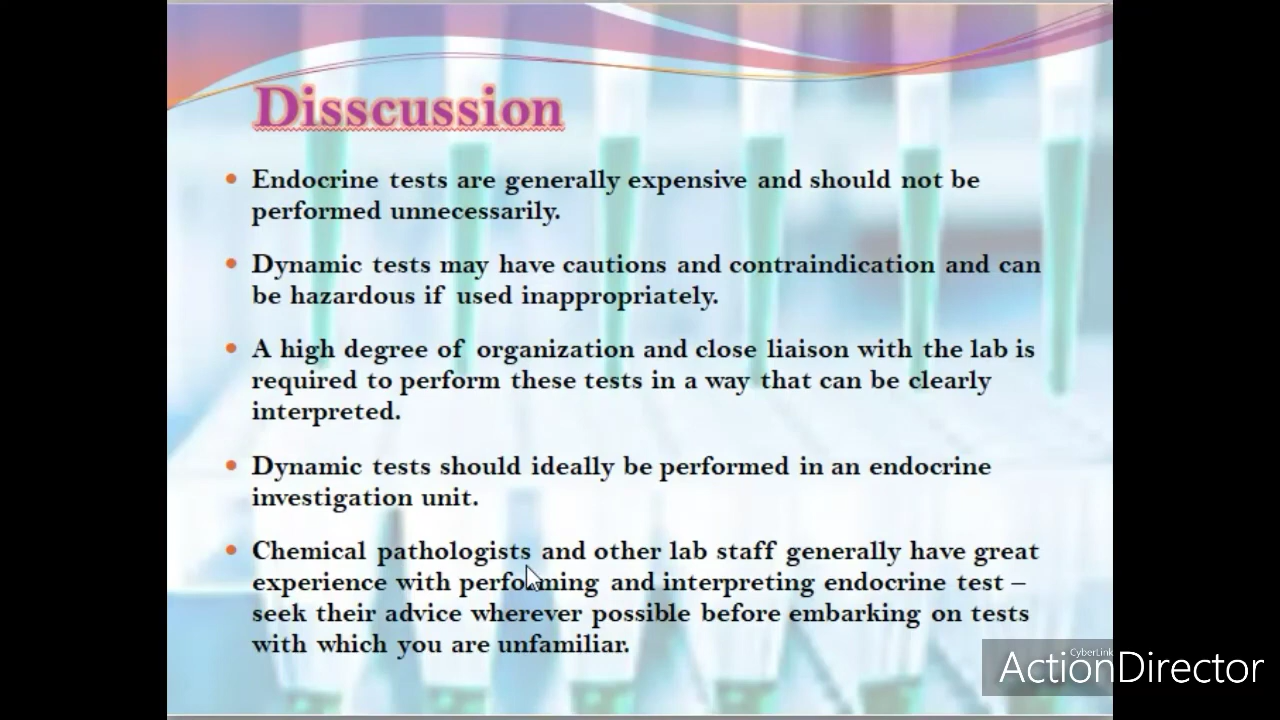 Disscussion
• Endocrine tests are generally expensive and should not be
performed unnecessarily.
• Dynamic tests may have cautions and contraindication and can
be hazardous if used inappropriately.
• A high degree of organization and close liaison with the lab is
required to perform these tests in a way that can be clearly
interpreted.
• Dynamic tests should ideally be performed in an endocrine
investigation unit.
• Chemical pathologists and other lab staff generally have great
experience with performing and interpreting endocrine test –
seek their advice wherever possible before embarking on tests
with which you are unfamiliar.
CyberLink
ActionDirector